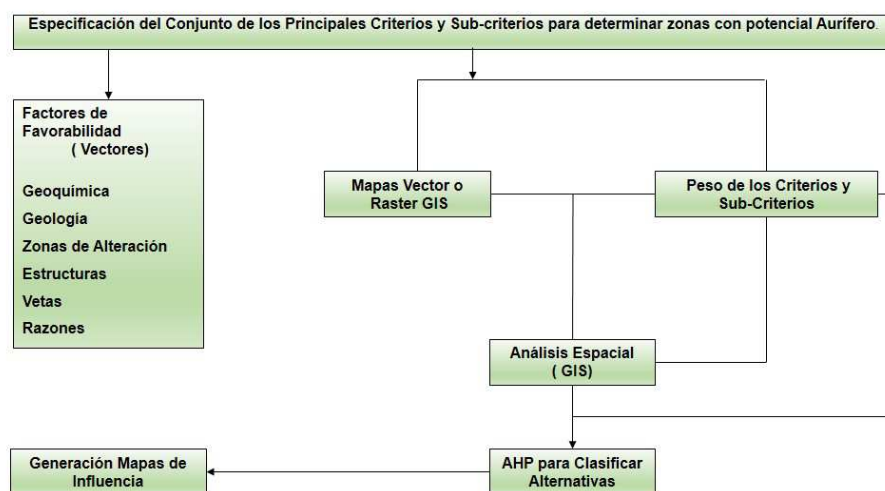 Especificación del Conjunto de los Principales Criterios y Sub-criterios para determinar zonas con potencial Aurífero.
Factores de
Favorabilidad
( Vectores)
Geoquímica
Geología
Zonas de Alteración
Estructuras
Vetas
Razones
Mapas Vector o
Raster GIS
Peso de los Criterios y
Sub-Criterios
Análisis Espacial
( GIS)
Generación Mapas de
Influencia
AHP para Clasificar
Alternativas